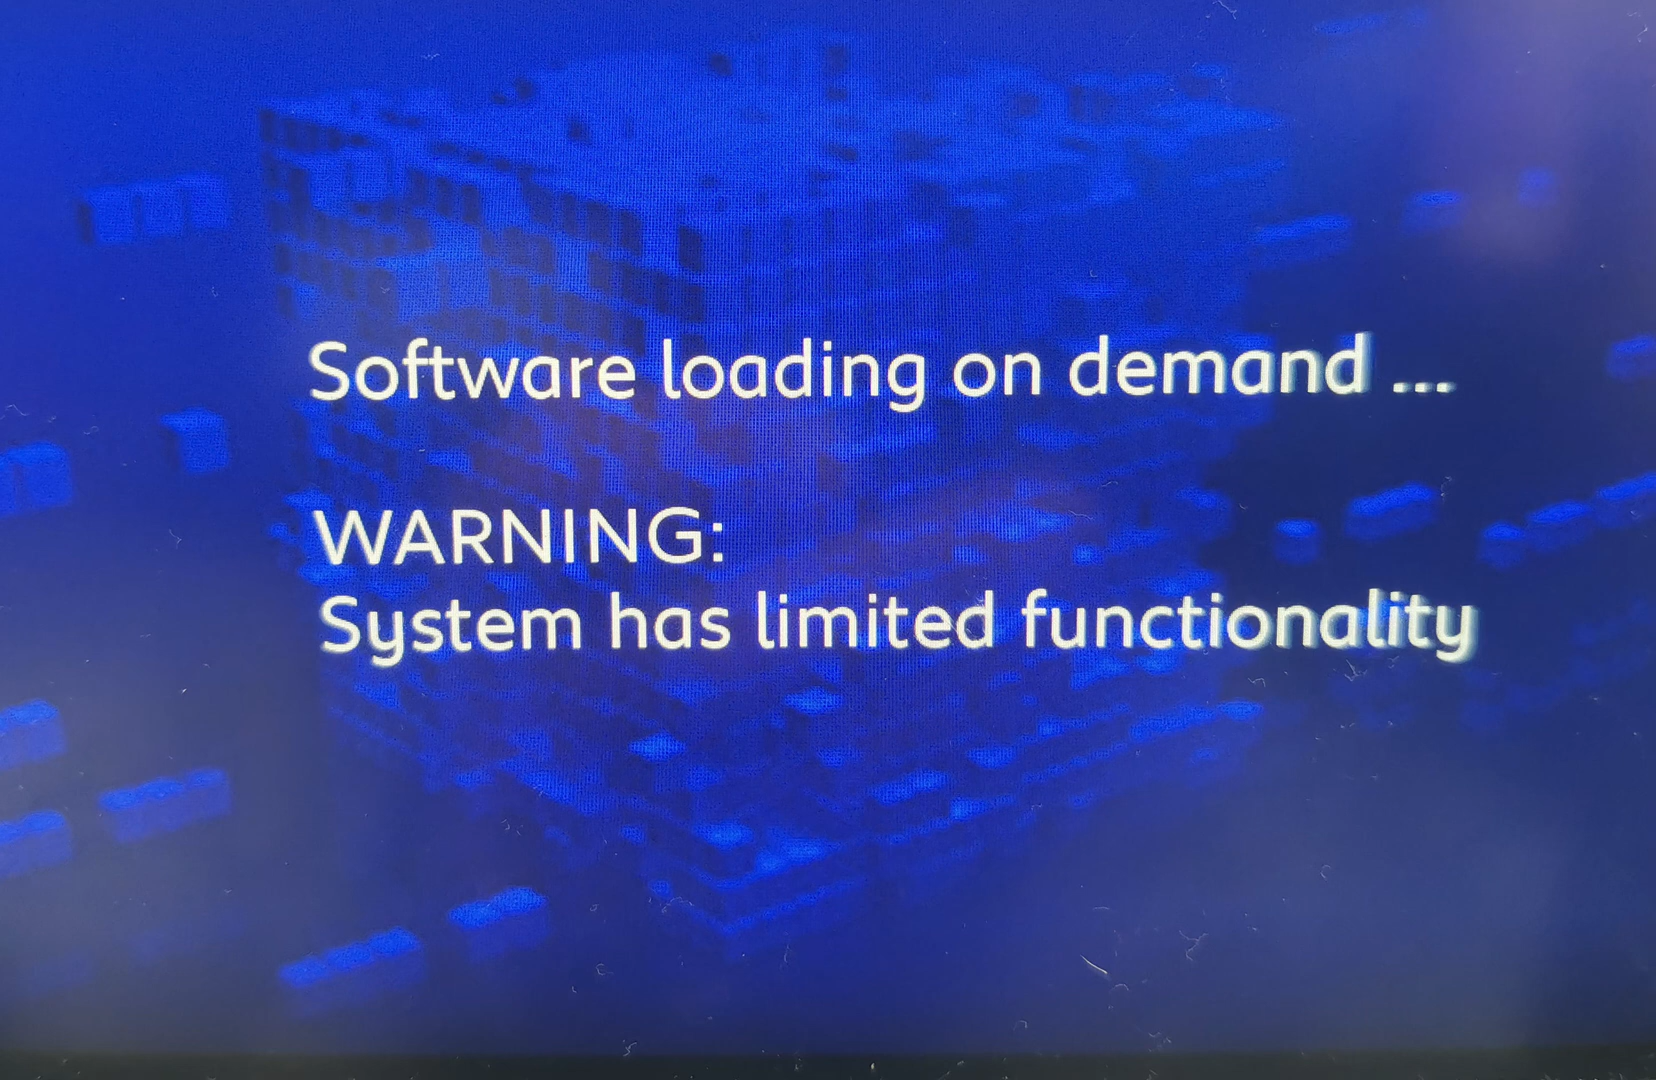 Software loading on demand ...
WARNING:
System has limited functionality